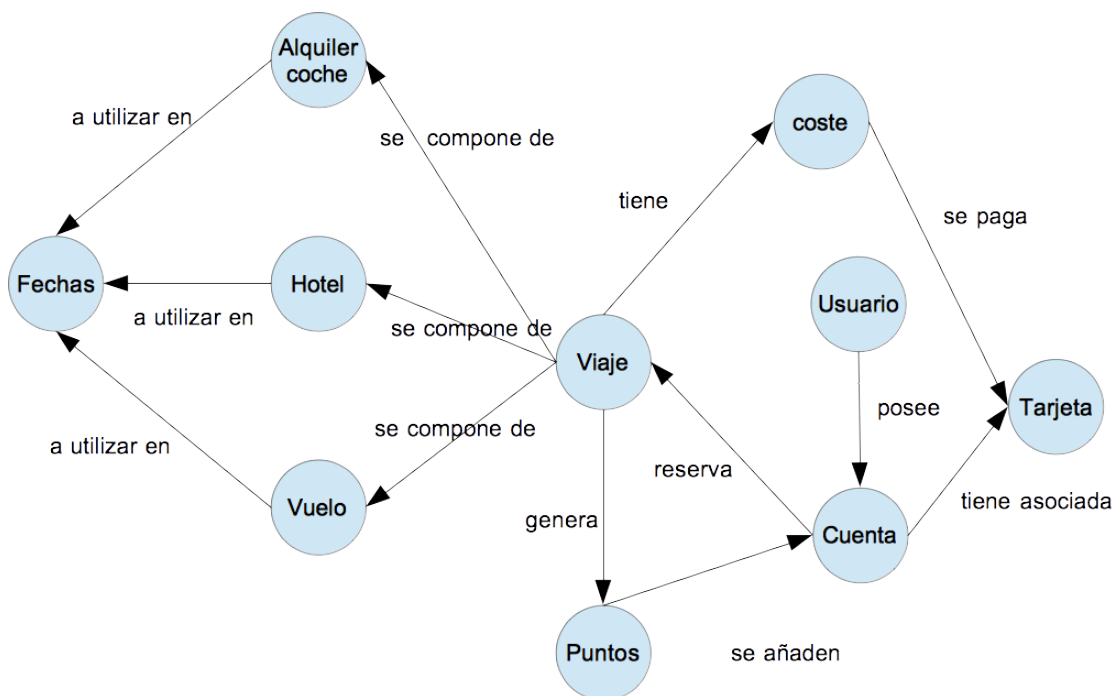 Alquiler
coche
a utilizar en
se compone de
coste
tiene
se paga
Fechas
Hotel
Usuario
a utilizar en
se compone de
Viaje
Tarjeta
posee
se compone de
a utilizar en
reserva
tiene asociada
Vuelo
genera
Cuenta
Puntos
se añaden